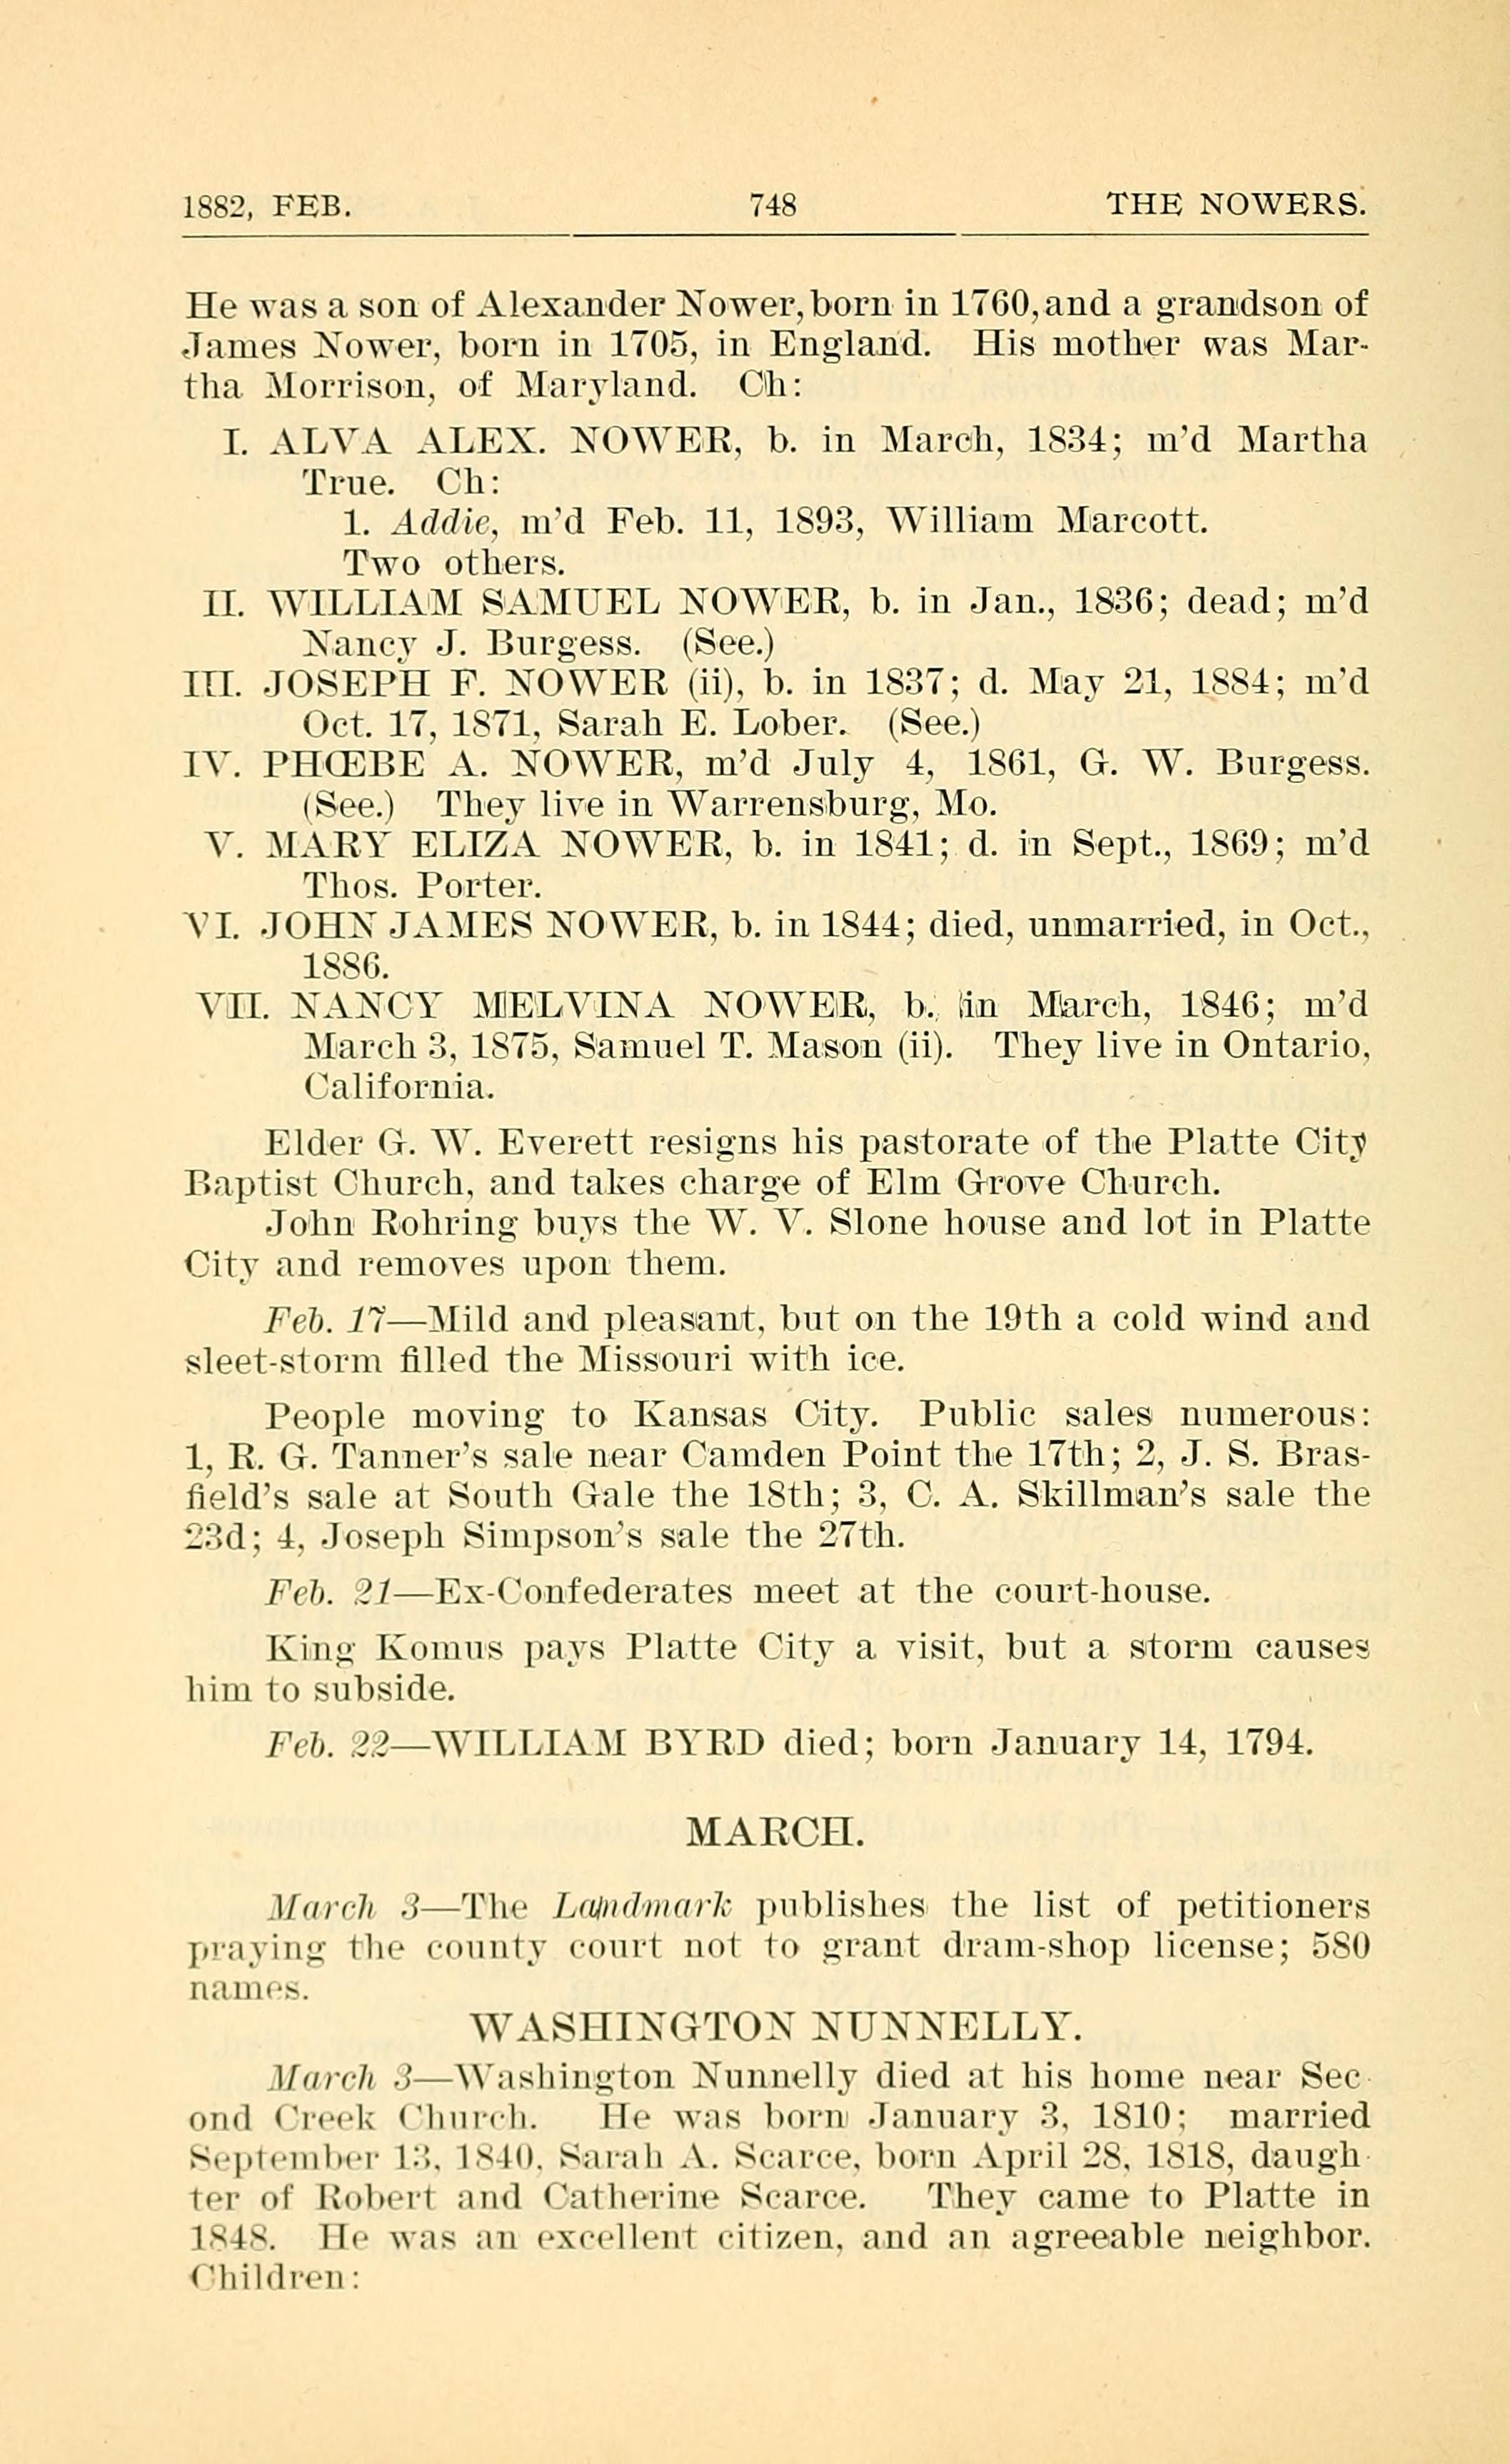 1882, FEB. 748 THE NOWERS.
He was a son of Alexander Nower, born in 1760, and a grandson of
James Nower, born in 1705, in England. His mother was Mar-
tha Morrison, of Maryland. Ch:
I. ALVA ALEX. NOWER, b. in March, 1834; m'd Martha
True. Ch:
1. Addie, m'd Feb. 11, 1893, William Marcott.
Two others.
II. WILLIAM SAMUEL NOWER, b. in Jan., 1836; dead; m'd
Nancy J. Burgess. (See.)
III. JOSEPH F. NOWER (ii), b. in 1837; d. May 21, 1884; m'd
Oct. 17, 1871, Sarah E. Lober. (See.)
IV. PHŒBE A. NOWER, m'd July 4, 1861, G. W. Burgess.
(See.) They live in Warrensburg, Mo.
V. MARY ELIZA NOWER, b. in 1841; d. in Sept., 1869; m'd
Thos. Porter.
VI. JOHN JAMES NOWER, b. in 1844; died, unmarried, in Oct.,
1886.
VII. NANCY MELVINA NOWER, b. in March, 1846; m'd
March 3, 1875, Samuel T. Mason (ii). They live in Ontario,
California.
Elder G. W. Everett resigns his pastorate of the Platte City
Baptist Church, and takes charge of Elm Grove Church.
John Rohring buys the W. V. Slone house and lot in Platte
City and removes upon them.
Feb. 17—Mild and pleasant, but on the 19th a cold wind and
sleet-storm filled the Missouri with ice.
People moving to Kansas City. Public sales numerous:
1, R. G. Tanner's sale near Camden Point the 17th; 2, J. S. Bras-
field's sale at South Gale the 18th; 3, C. A. Skillman's sale the
23d; 4, Joseph Simpson's sale the 27th.
Feb. 21—Ex-Confederates meet at the court-house.
King Komus pays Platte City a visit, but a storm causes
him to subside.
Feb. 22—WILLIAM BYRD died; born January 14, 1794.
MARCH.
March 3—The Landmark publishes the list of petitioners
praying the county court not to grant dram-shop license; 580
names.
WASHINGTON NUNNELLY.
March 3—Washington Nunnelly died at his home near Sec-
ond Creek Church. He was born January 3, 1810; married
September 13, 1840, Sarah A. Scarce, born April 28, 1818, daugh-
ter of Robert and Catherine Scarce. They came to Platte in
1848. He was an excellent citizen, and an agreeable neighbor.
Children: